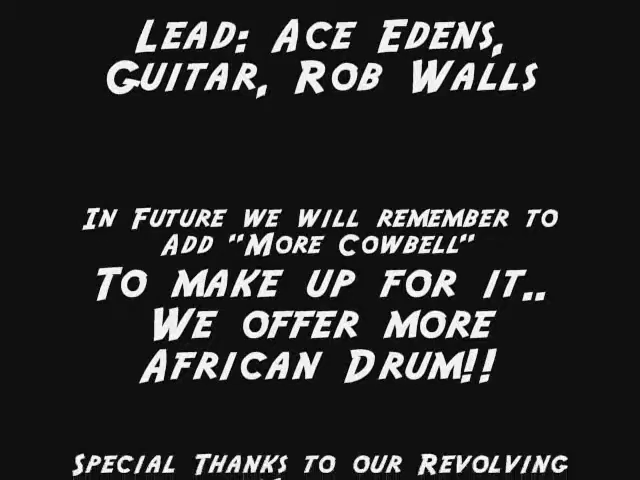 Lead: Ace Edens,
Guitar, Rob Walls
In Future we will remember to
Add "More Cowbell"
To make up for it..
We offer more
African Drum!!
Special Thanks to our Revolving